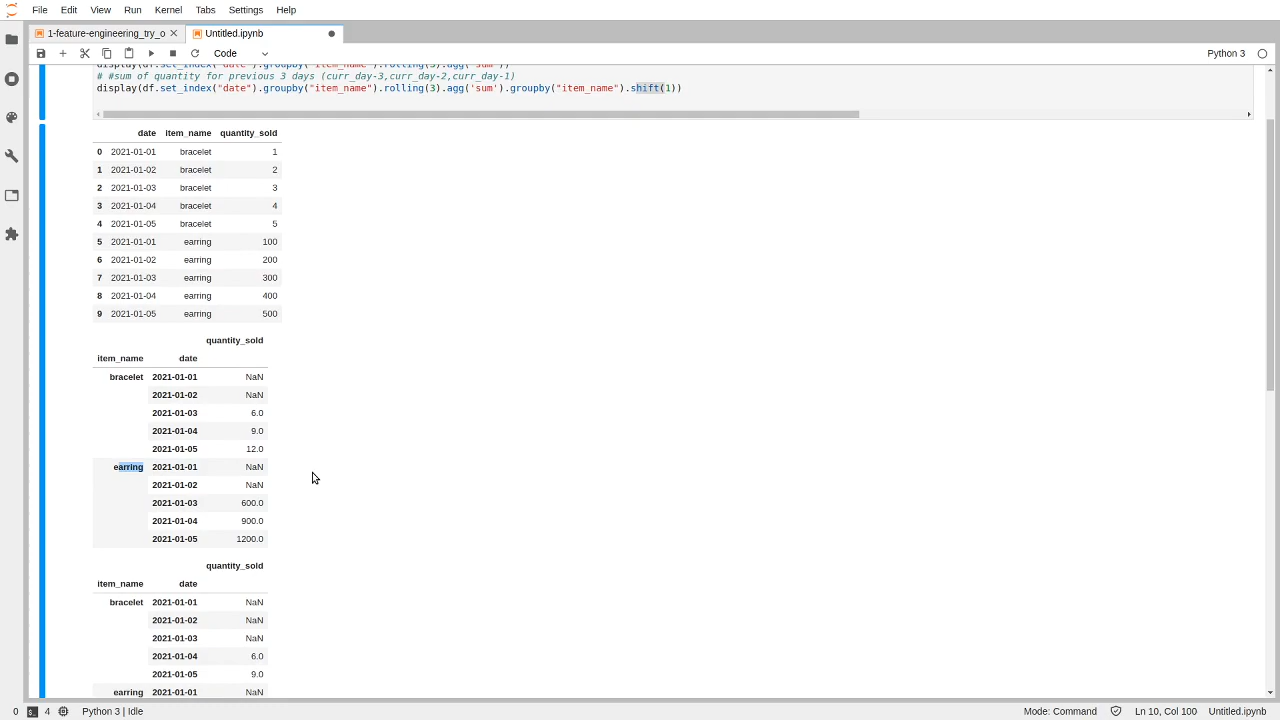 File Edit View Run Kernel Tabs Settings Help
1-feature-engineering_try_o Untitled.ipynb
Code Python 3
display(df.set_index("date").groupby("item_name").rolling(3).agg('sum'))
# #sum of quantity for previous 3 days (curr_day-3,curr_day-2,curr_day-1)
display(df.set_index("date").groupby("item_name").rolling(3).agg('sum').groupby("item_name").shift(1))
date item_name quantity_sold
0 2021-01-01 bracelet 1
1 2021-01-02 bracelet 2
2 2021-01-03 bracelet 3
3 2021-01-04 bracelet 4
4 2021-01-05 bracelet 5
5 2021-01-01 earring 100
6 2021-01-02 earring 200
7 2021-01-03 earring 300
8 2021-01-04 earring 400
9 2021-01-05 earring 500
quantity_sold
item_name date
bracelet 2021-01-01 NaN
2021-01-02 NaN
2021-01-03 6.0
2021-01-04 9.0
2021-01-05 12.0
earring 2021-01-01 NaN
2021-01-02 NaN
2021-01-03 600.0
2021-01-04 900.0
2021-01-05 1200.0
quantity_sold
item_name date
bracelet 2021-01-01 NaN
2021-01-02 NaN
2021-01-03 NaN
2021-01-04 6.0
2021-01-05 9.0
earring 2021-01-01 NaN
0 4 Python 3 | Idle Mode: Command Ln 10, Col 100 Untitled.ipynb